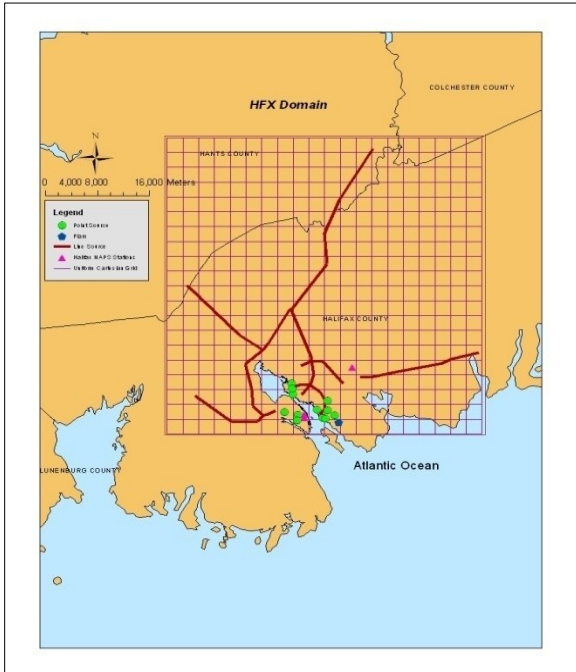 COLCHESTER COUNTY
HFX Domain
HANTS COUNTY
N
0 4,000 8,000 16,000 Meters
Legend
Point Source
Flare
Line Source
Halifax NAPS Stations
Uniform Cartesian Grid
HALIFAX COUNTY
Atlantic Ocean
LUNENBURG COUNTY